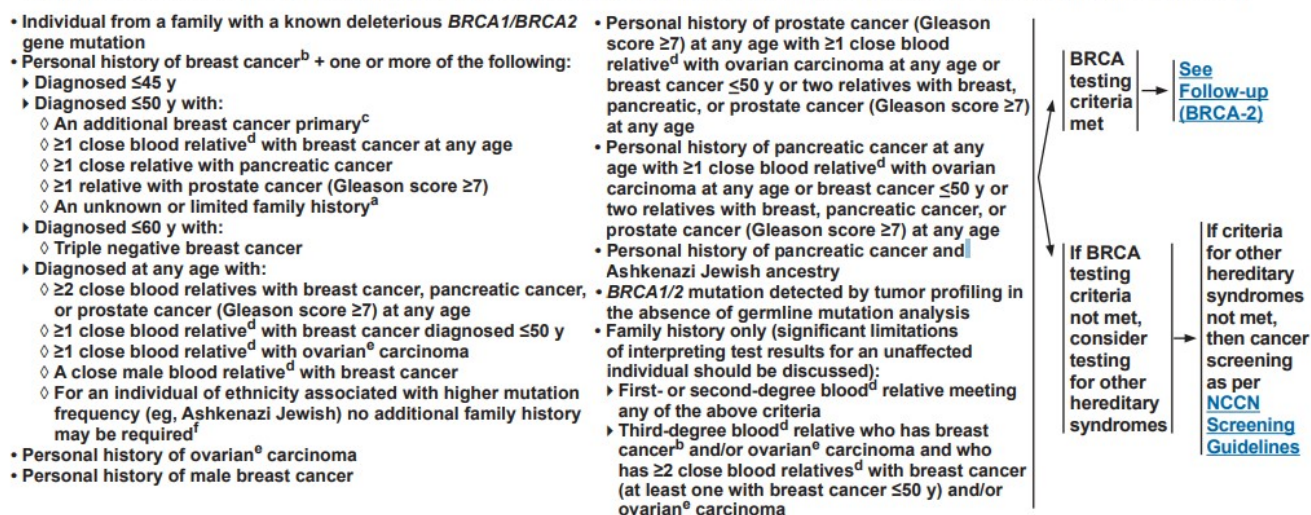 • Individual from a family with a known deleterious BRCA1/BRCA2
gene mutation
• Personal history of breast cancerᵇ + one or more of the following:
▸ Diagnosed ≤45 y
▸ Diagnosed ≤50 y with:
◊ An additional breast cancer primaryᶜ
◊ ≥1 close blood relativeᵈ with breast cancer at any age
◊ ≥1 close relative with pancreatic cancer
◊ ≥1 relative with prostate cancer (Gleason score ≥7)
◊ An unknown or limited family historyᵃ
▸ Diagnosed ≤60 y with:
◊ Triple negative breast cancer
▸ Diagnosed at any age with:
◊ ≥2 close blood relatives with breast cancer, pancreatic cancer,
or prostate cancer (Gleason score ≥7) at any age
◊ ≥1 close blood relativeᵈ with breast cancer diagnosed ≤50 y
◊ ≥1 close blood relativeᵈ with ovarianᵉ carcinoma
◊ A close male blood relativeᵈ with breast cancer
◊ For an individual of ethnicity associated with higher mutation
frequency (eg, Ashkenazi Jewish) no additional family history
may be requiredᶠ
• Personal history of ovarianᵉ carcinoma
• Personal history of male breast cancer
• Personal history of prostate cancer (Gleason
score ≥7) at any age with ≥1 close blood
relativeᵈ with ovarian carcinoma at any age or
breast cancer ≤50 y or two relatives with breast,
pancreatic, or prostate cancer (Gleason score ≥7)
at any age
• Personal history of pancreatic cancer at any
age with ≥1 close blood relativeᵈ with ovarian
carcinoma at any age or breast cancer ≤50 y or
two relatives with breast, pancreatic cancer, or
prostate cancer (Gleason score ≥7) at any age
• Personal history of pancreatic cancer and
Ashkenazi Jewish ancestry
• BRCA1/2 mutation detected by tumor profiling in
the absence of germline mutation analysis
• Family history only (significant limitations
of interpreting test results for an unaffected
individual should be discussed):
▸ First- or second-degree bloodᵈ relative meeting
any of the above criteria
▸ Third-degree bloodᵈ relative who has breast
cancerᵇ and/or ovarianᵉ carcinoma and who
has ≥2 close blood relativesᵈ with breast cancer
(at least one with breast cancer ≤50 y) and/or
ovarianᵉ carcinoma
BRCA
testing
criteria
met
See
Follow-up
(BRCA-2)
If BRCA
testing
criteria
not met,
consider
testing
for other
hereditary
syndromes
If criteria
for other
hereditary
syndromes
not met,
then cancer
screening
as per
NCCN
Screening
Guidelines